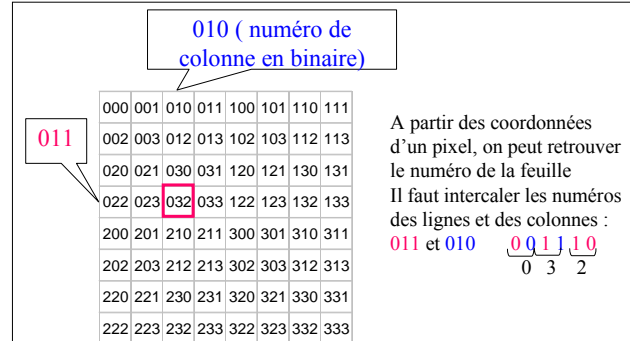 010 ( numéro de
colonne en binaire)
011
000 001 010 011 100 101 110 111
002 003 012 013 102 103 112 113
020 021 030 031 120 121 130 131
022 023 032 033 122 123 132 133
200 201 210 211 300 301 310 311
202 203 212 213 302 303 312 313
220 221 230 231 320 321 330 331
222 223 232 233 322 323 332 333
A partir des coordonnées
d'un pixel, on peut retrouver
le numéro de la feuille
Il faut intercaler les numéros
des lignes et des colonnes :
011 et 010 0 0 1 1 1 0
0 3 2